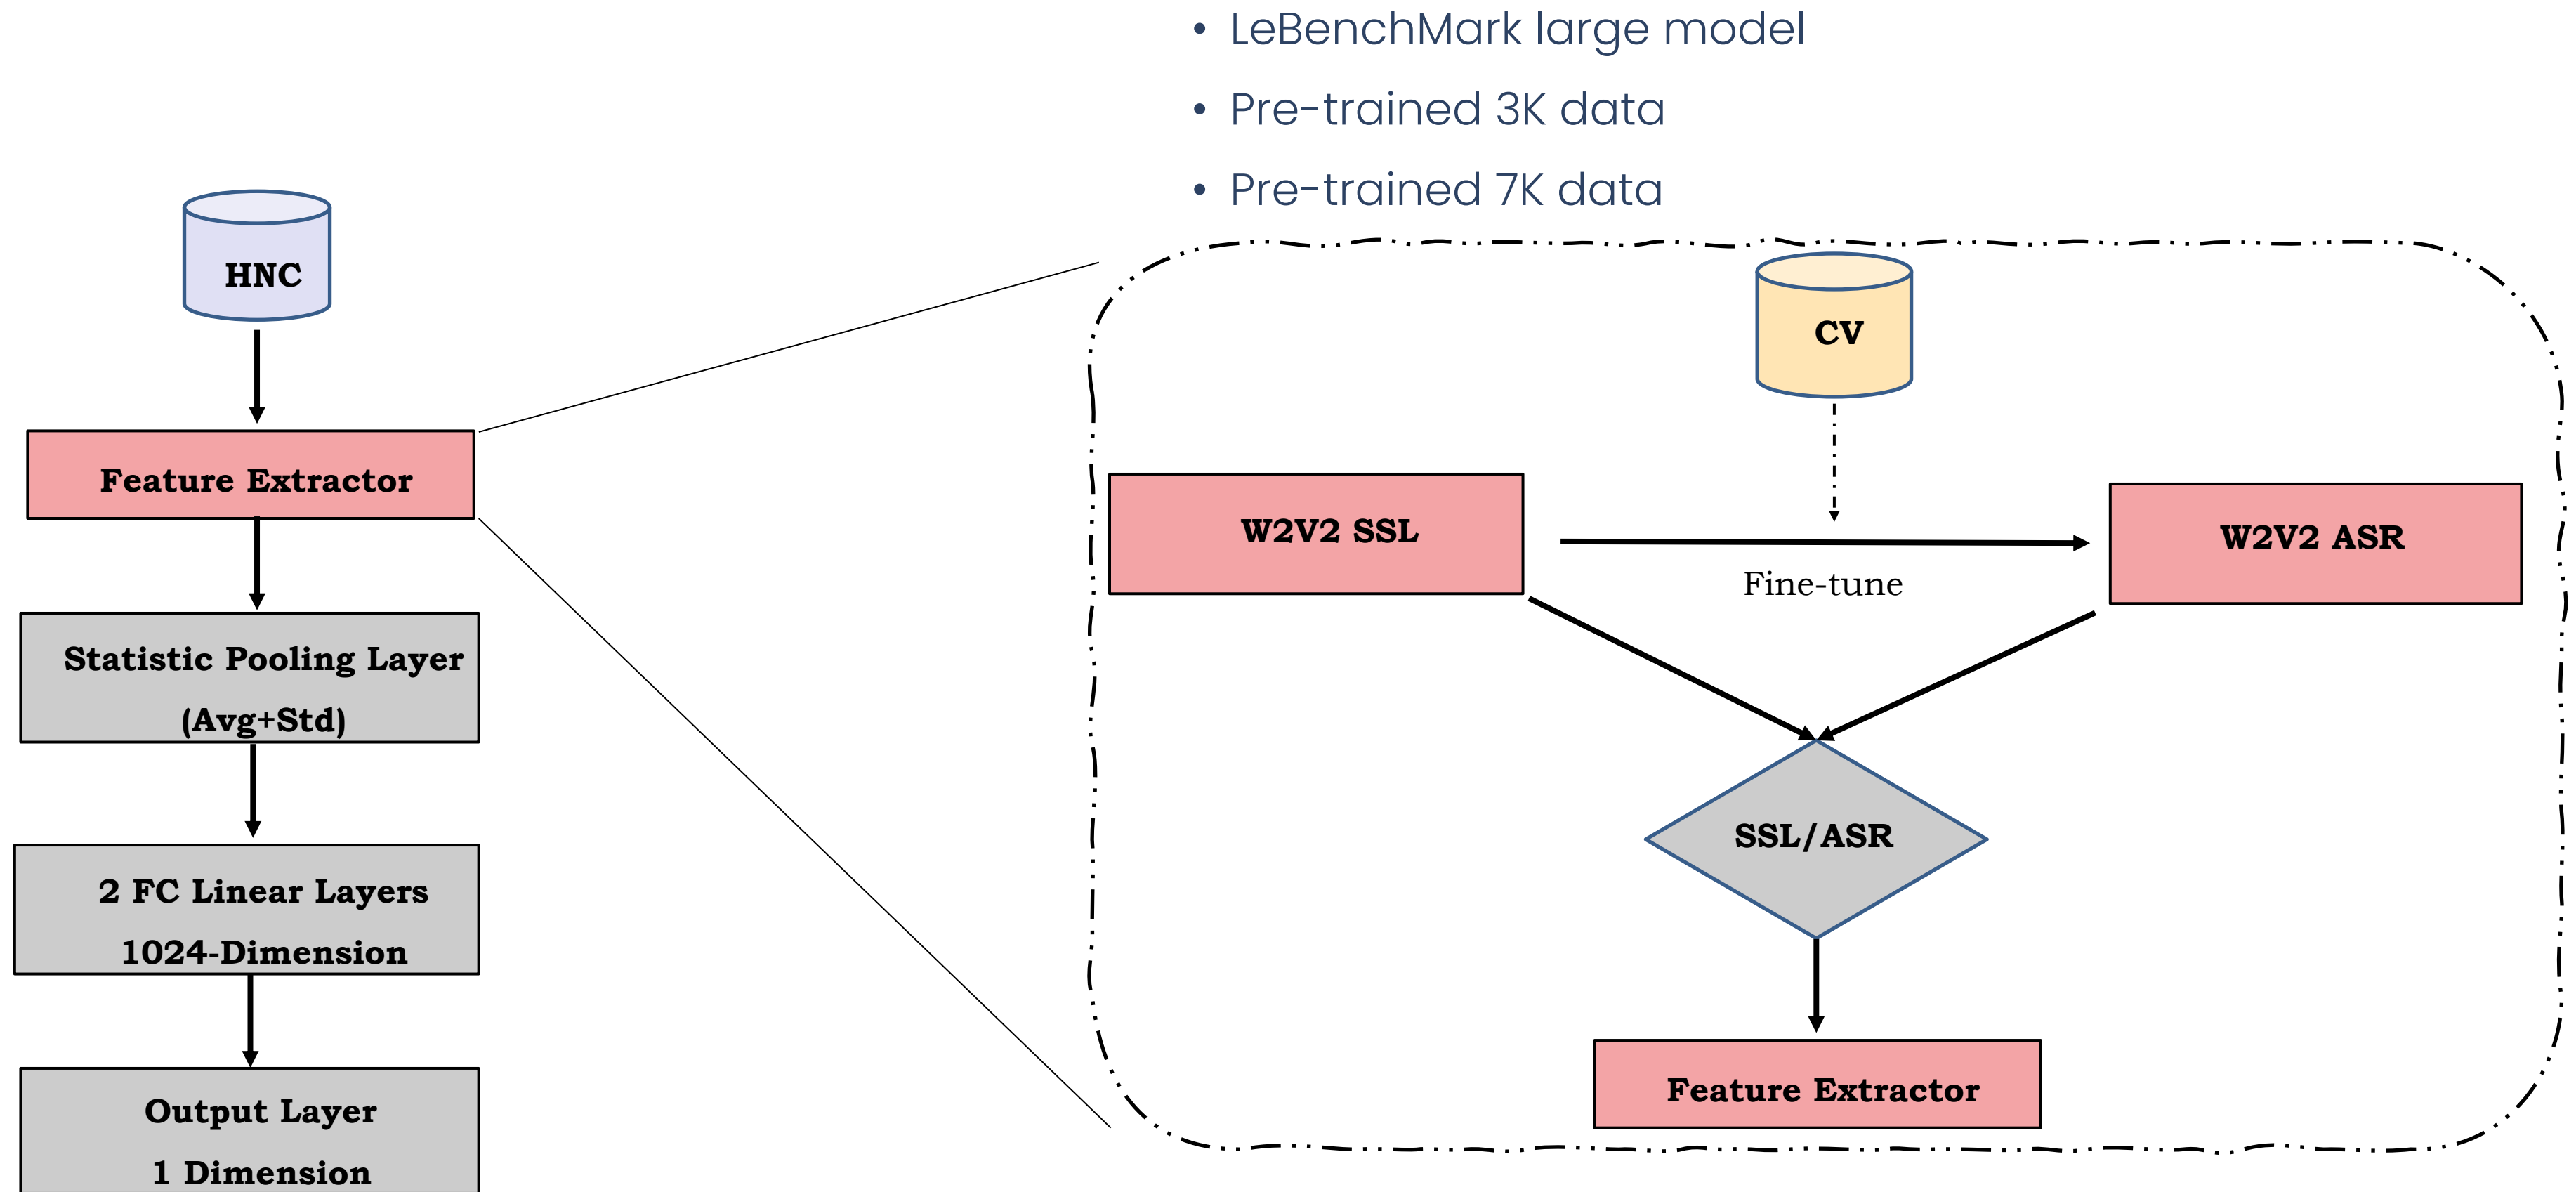 • LeBenchMark large model
• Pre-trained 3K data
• Pre-trained 7K data
HNC
Feature Extractor
Statistic Pooling Layer
(Avg+Std)
2 FC Linear Layers
1024-Dimension
Output Layer
1 Dimension
CV
W2V2 SSL
Fine-tune
W2V2 ASR
SSL/ASR
Feature Extractor